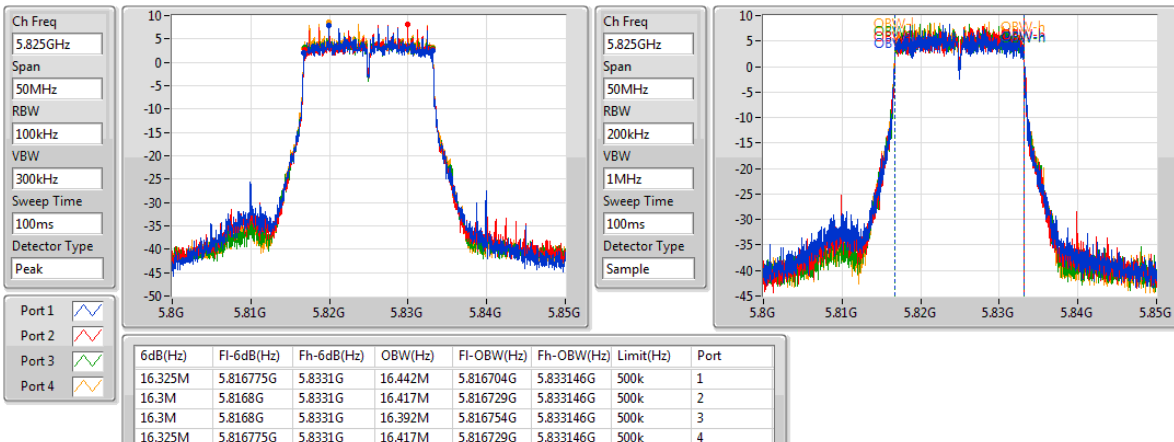 Ch Freq
5.825GHz
Span
50MHz
RBW
100kHz
VBW
300kHz
Sweep Time
100ms
Detector Type
Peak
Port 1
Port 2
Port 3
Port 4
10
5
0
-5
-10
-15
-20
-25
-30
-35
-40
-45
-50
5.8G 5.81G 5.82G 5.83G 5.84G 5.85G
Ch Freq
5.825GHz
Span
50MHz
RBW
200kHz
VBW
1MHz
Sweep Time
100ms
Detector Type
Sample
10
5
0
-5
-10
-15
-20
-25
-30
-35
-40
-45
OBW-h
5.8G 5.81G 5.82G 5.83G 5.84G 5.85G
6dB(Hz) Fl-6dB(Hz) Fh-6dB(Hz) OBW(Hz) Fl-OBW(Hz) Fh-OBW(Hz) Limit(Hz) Port
16.325M 5.816775G 5.8331G 16.442M 5.816704G 5.833146G 500k 1
16.3M 5.8168G 5.8331G 16.417M 5.816729G 5.833146G 500k 2
16.3M 5.8168G 5.8331G 16.392M 5.816754G 5.833146G 500k 3
16.325M 5.816775G 5.8331G 16.417M 5.816729G 5.833146G 500k 4